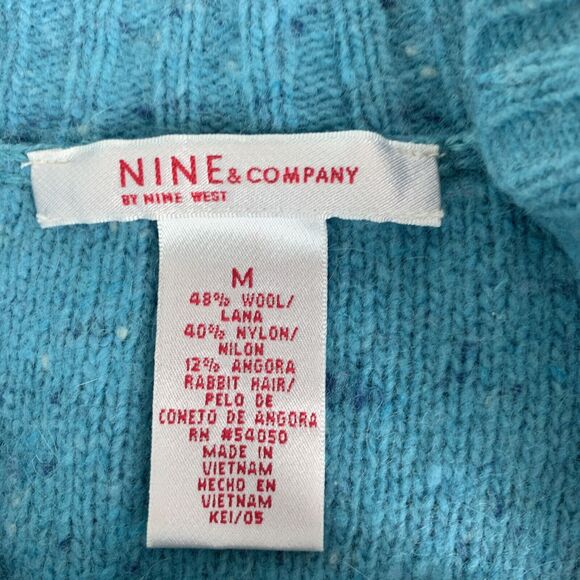 NINE & COMPANY
BY NINE WEST
M
48% WOOL/
LANA
40% NYLON/
NILON
12% ANGORA
RABBIT HAIR/
PELO DE
CONEJO DE ANGORA
RN #54050
MADE IN
VIETNAM
HECHO EN
VIETNAM
KEI/05